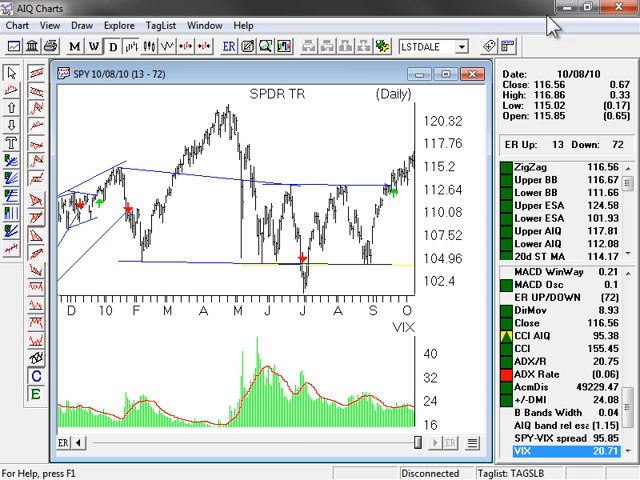 AIQ Charts
Chart View Draw Explore TagList Window Help
M W D ER LSTDALE
SPY 10/08/10 (13 - 72)
SPDR TR (Daily)
120.32
117.76
115.2
112.64
110.08
107.52
104.96
102.4
D 10 F M A M J J A S O
VIX
40
32
24
16
ER ER
A
T
C
E
Date: 10/08/10
Close: 116.56 0.67
High: 116.86 0.33
Low: 115.02 (0.17)
Open: 115.85 (0.65)
ER Up: 13 Down: 72
ZigZag 116.56
Upper BB 116.67
Lower BB 111.66
Upper ESA 124.58
Lower ESA 101.93
Upper AIQ 117.81
Lower AIQ 112.08
20d ST MA 114.17
MACD WinWay 0.21
MACD Osc 0.1
ER UP/DOWN (72)
DirMov 8.93
Close 116.56
CCI AIQ 95.38
CCI 155.45
ADX/R 20.75
ADX Rate (0.06)
AcmDis 49229.47
+/-DMI 24.08
B Bands Width 0.04
AIQ band rel esa (1.15)
SPY-VIX spread 95.85
VIX 20.71
For Help, press F1 Disconnected Taglist: TAGSLB